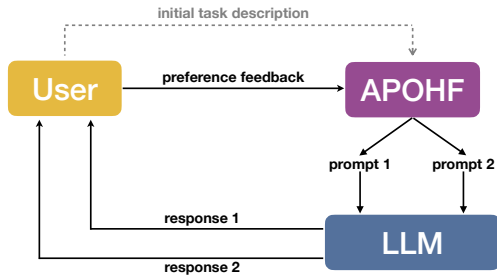 initial task description
User
preference feedback
APOHF
prompt 1
prompt 2
response 1
LLM
response 2